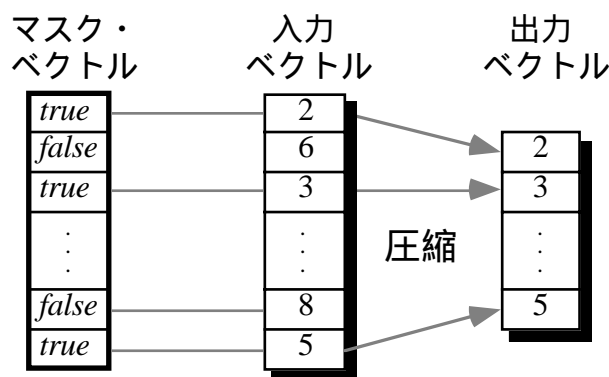 マスク・
ベクトル
入力
ベクトル
出力
ベクトル
true 2
false 6 2
true 3 3
圧縮
false 8 5
true 5